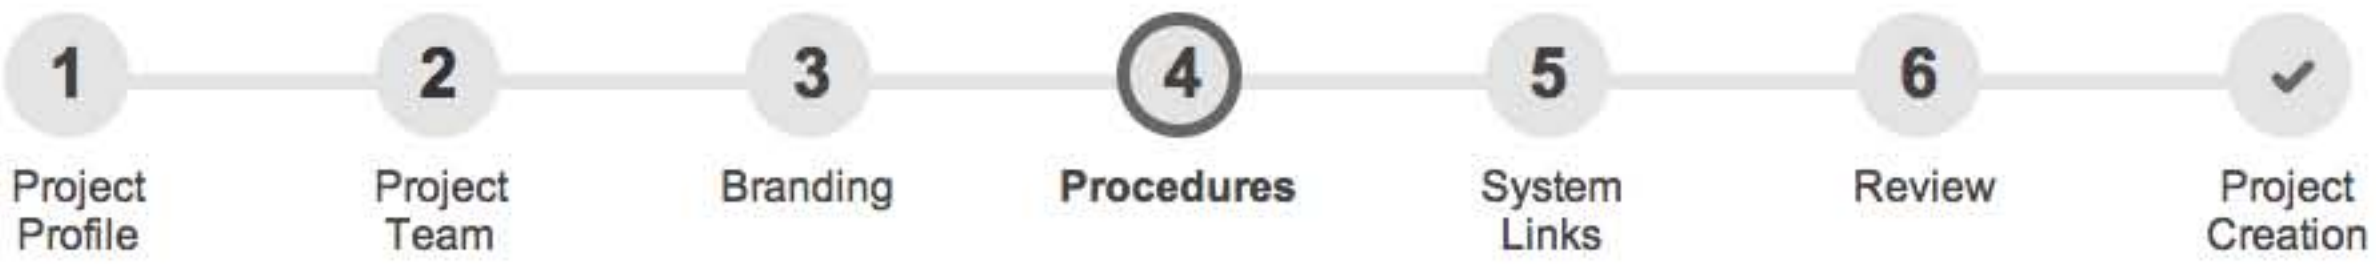 1
2
3
4
5
6
Project
Profile
Project
Team
Branding
Procedures
System
Links
Review
Project
Creation